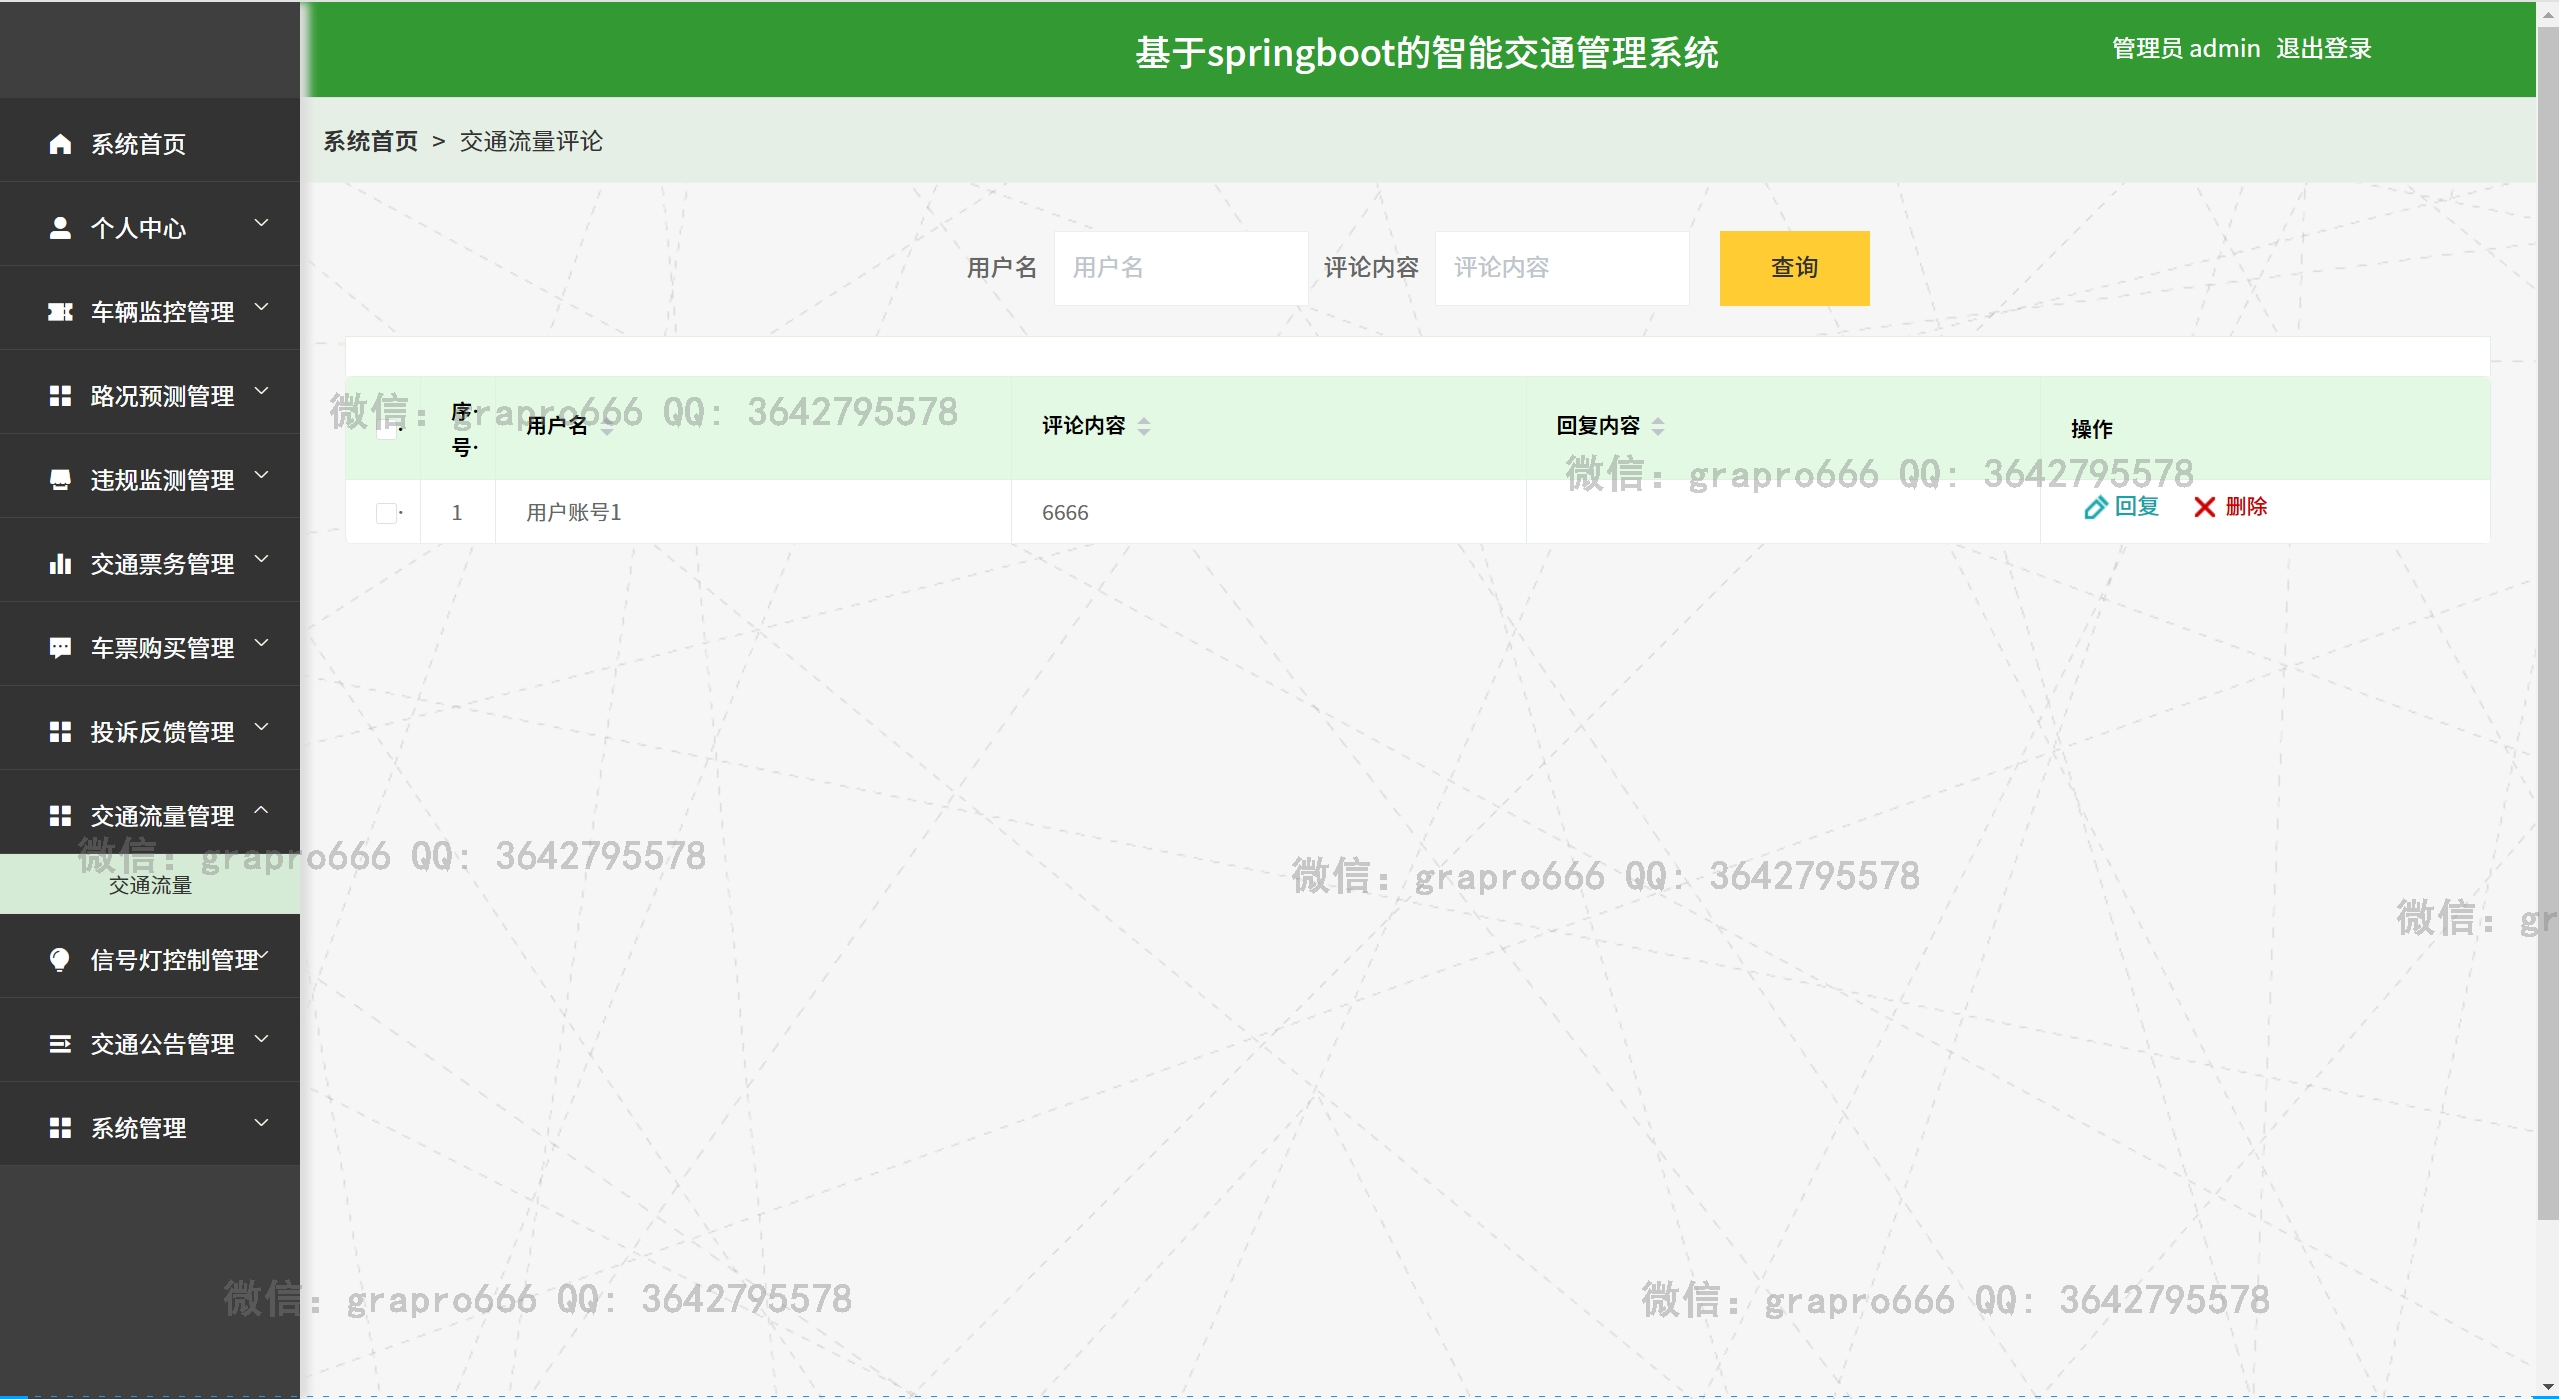 基于springboot的智能交通管理系统
管理员 admin 退出登录
系统首页
个人中心
车辆监控管理
路况预测管理
违规监测管理
交通票务管理
车票购买管理
投诉反馈管理
交通流量管理
交通流量
信号灯控制管理
交通公告管理
系统管理
系统首页 > 交通流量评论
用户名 用户名 评论内容 评论内容 查询
序号 用户名 评论内容 回复内容 操作
1 用户账号1 6666 回复 删除
微信：grapro666 QQ：3642795578
微信：grapro666 QQ：3642795578
微信：grapro666 QQ：3642795578
微信：grapro666 QQ：3642795578
微信：gr
微信：grapro666 QQ：3642795578
微信：grapro666 QQ：3642795578